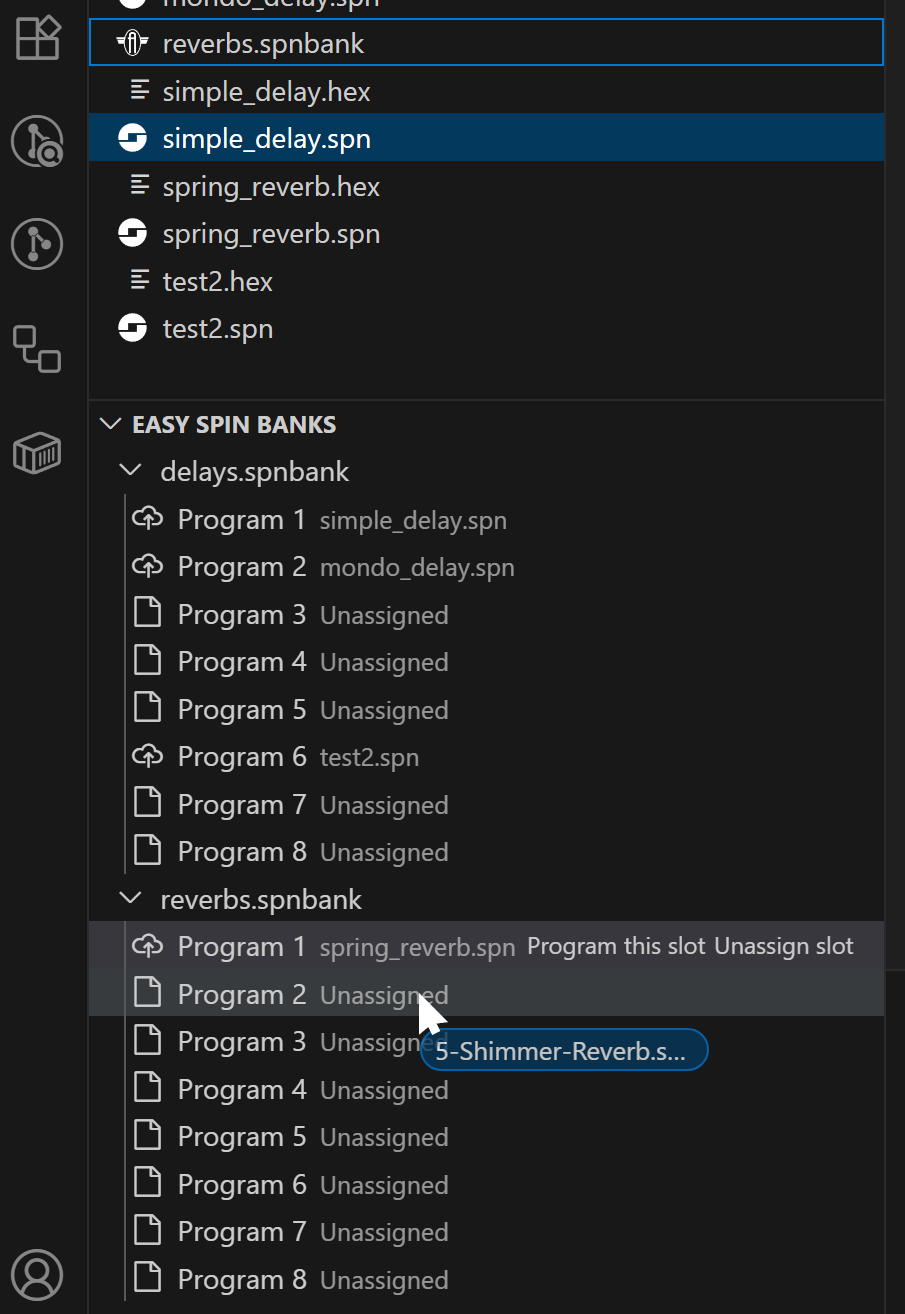 mondo_delay.spn
reverbs.spnbank
simple_delay.hex
simple_delay.spn
spring_reverb.hex
spring_reverb.spn
test2.hex
test2.spn
EASY SPIN BANKS
delays.spnbank
Program 1 simple_delay.spn
Program 2 mondo_delay.spn
Program 3 Unassigned
Program 4 Unassigned
Program 5 Unassigned
Program 6 test2.spn
Program 7 Unassigned
Program 8 Unassigned
reverbs.spnbank
Program 1 spring_reverb.spn Program this slot Unassign slot
Program 2 Unassigned
Program 3 Unassigned
5-Shimmer-Reverb.s...
Program 4 Unassigned
Program 5 Unassigned
Program 6 Unassigned
Program 7 Unassigned
Program 8 Unassigned